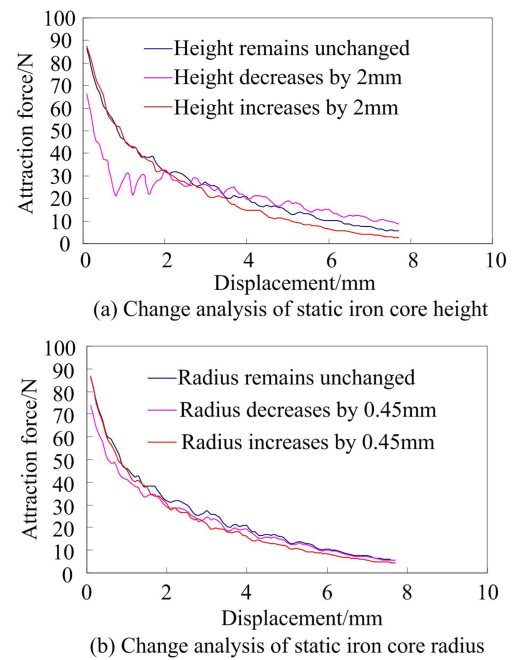 100
90
80
70
60
50
40
30
20
10
0
Attraction force/N
Height remains unchanged
Height decreases by 2mm
Height increases by 2mm
0 2 4 6 8 10
Displacement/mm
(a) Change analysis of static iron core height
100
90
80
70
60
50
40
30
20
10
0
Attraction force/N
Radius remains unchanged
Radius decreases by 0.45mm
Radius increases by 0.45mm
0 2 4 6 8 10
Displacement/mm
(b) Change analysis of static iron core radius